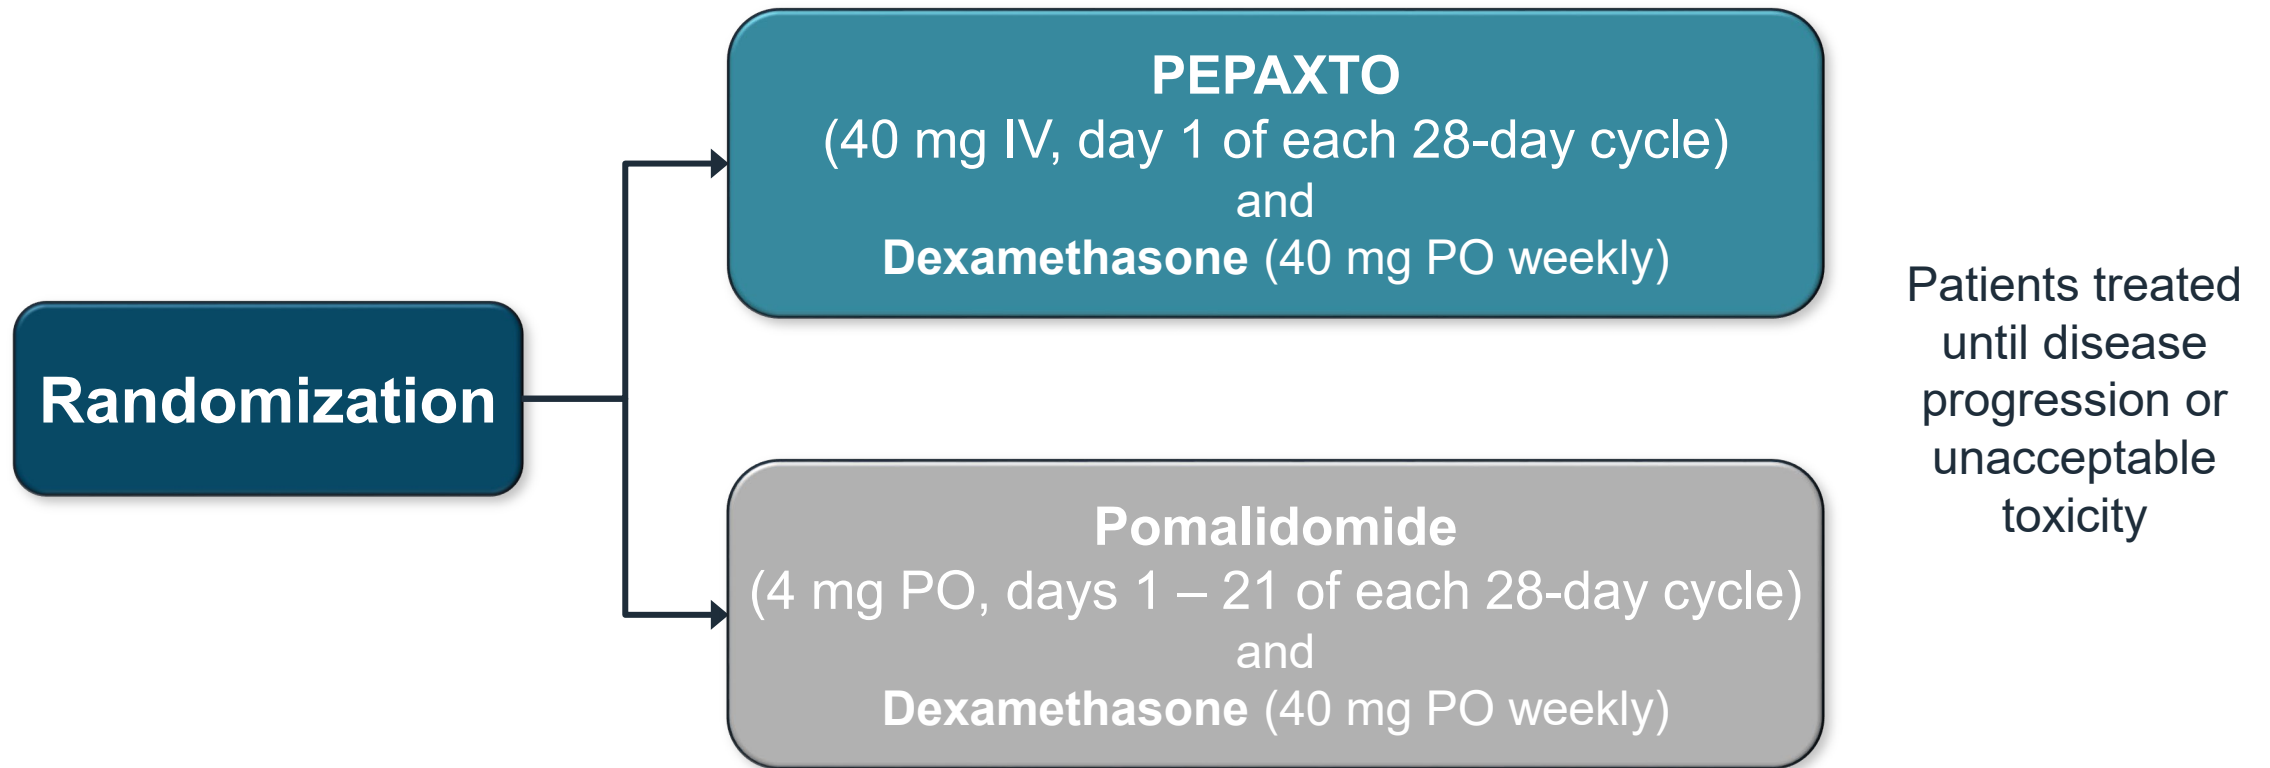 Randomization
PEPAXTO
(40 mg IV, day 1 of each 28-day cycle)
and
Dexamethasone (40 mg PO weekly)
Pomalidomide
(4 mg PO, days 1 – 21 of each 28-day cycle)
and
Dexamethasone (40 mg PO weekly)
Patients treated
until disease
progression or
unacceptable
toxicity